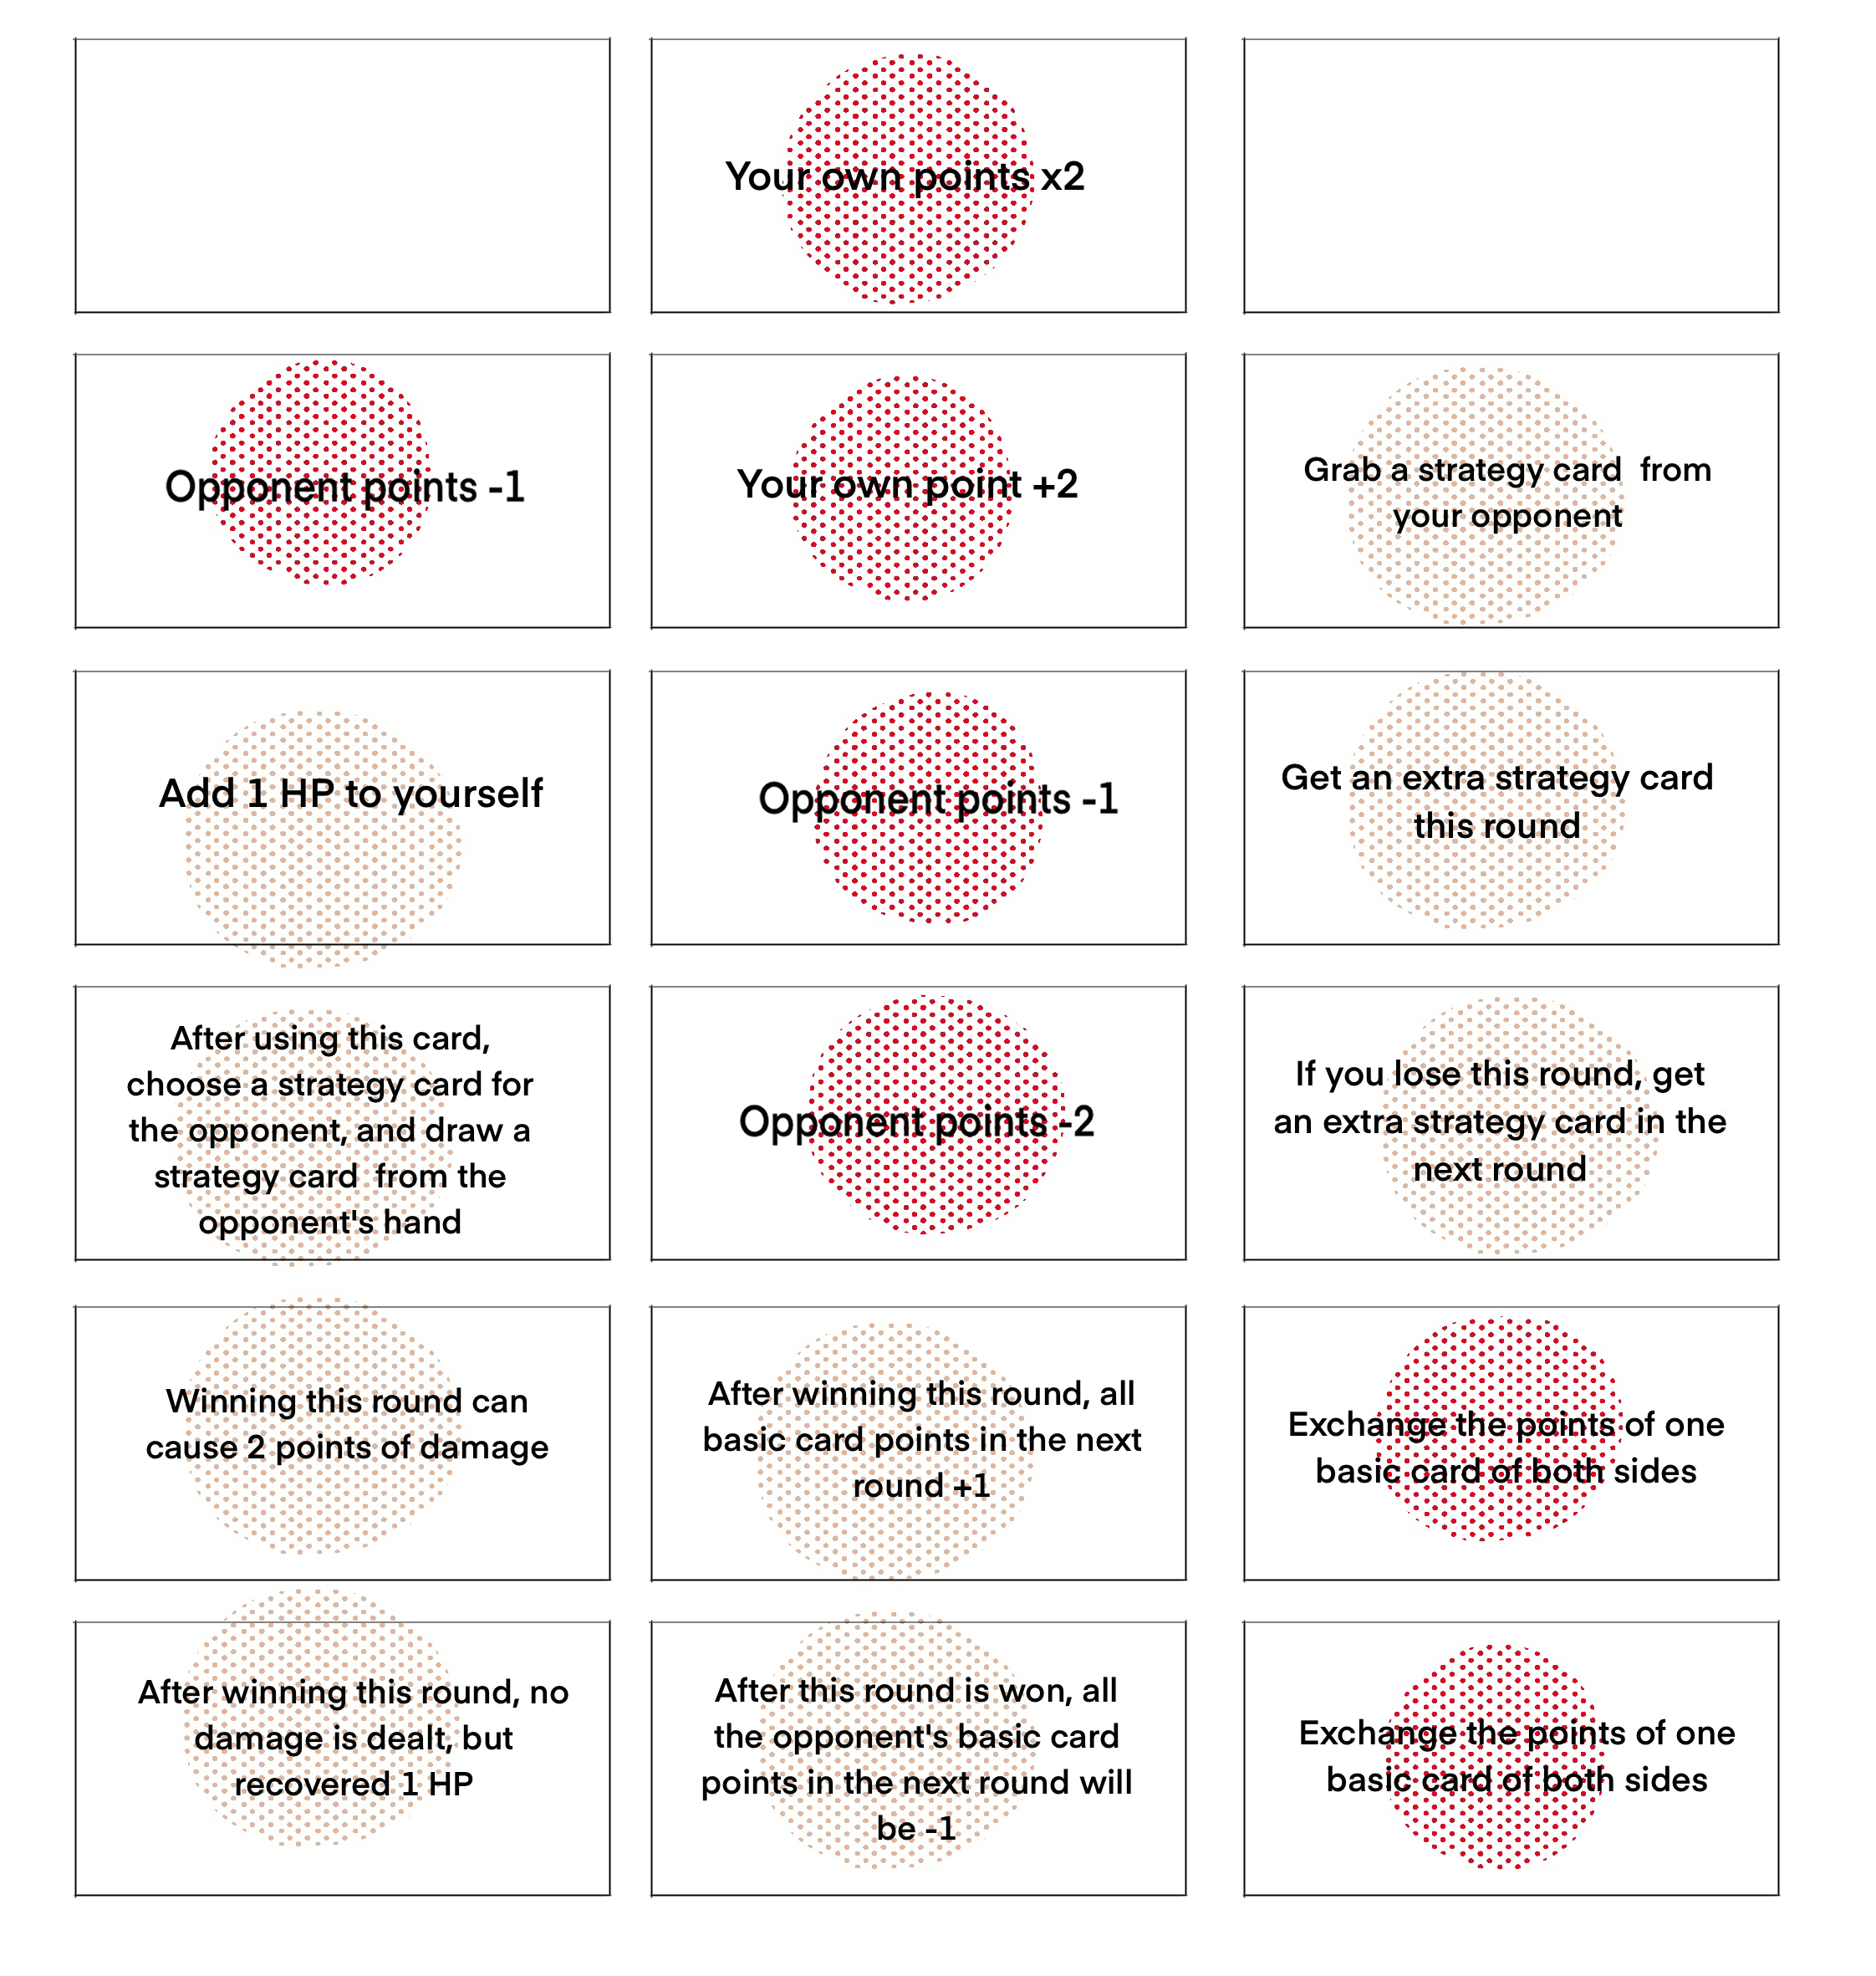 Your own points x2
Opponent points -1
Your own point +2
Grab a strategy card  from
your opponent
Add 1 HP to yourself
Opponent points -1
Get an extra strategy card
this round
After using this card,
choose a strategy card for
the opponent, and draw a
strategy card  from the
opponent's hand
Opponent points -2
If you lose this round, get
an extra strategy card in the
next round
Winning this round can
cause 2 points of damage
After winning this round, all
basic card points in the next
round +1
Exchange the points of one
basic card of both sides
After winning this round, no
damage is dealt, but
recovered 1 HP
After this round is won, all
the opponent's basic card
points in the next round will
be -1
Exchange the points of one
basic card of both sides